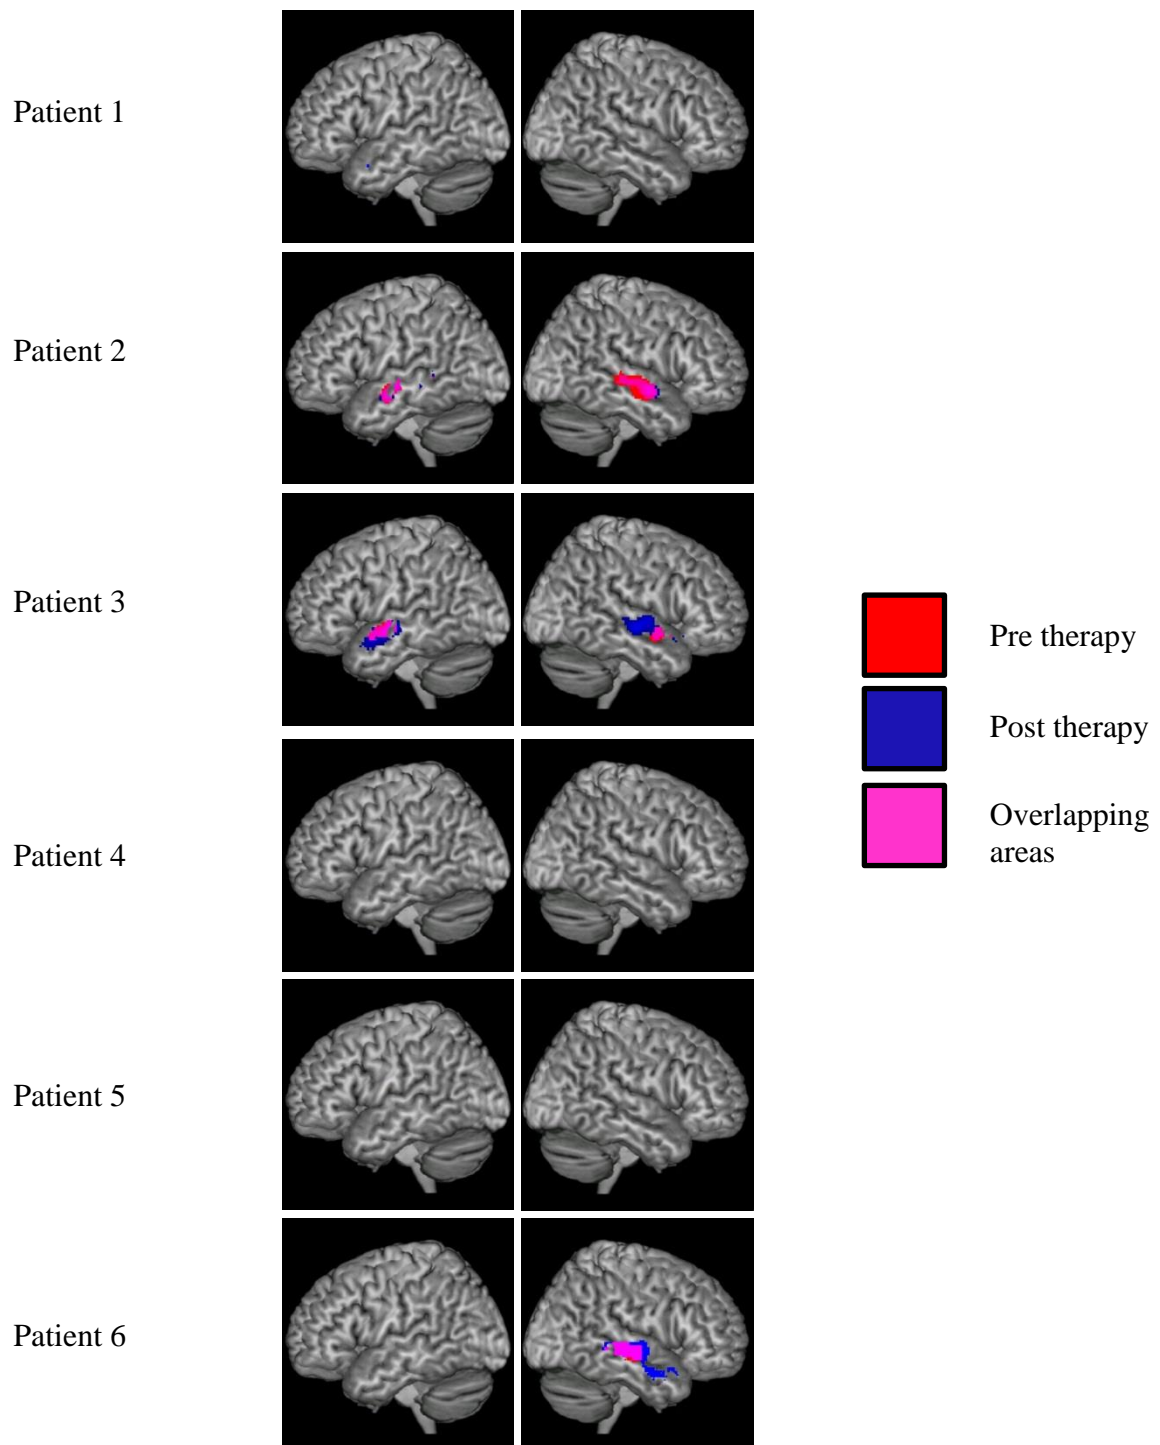 Patient 1
Patient 2
Patient 3
Pre therapy
Post therapy
Overlapping
areas
Patient 4
Patient 5
Patient 6